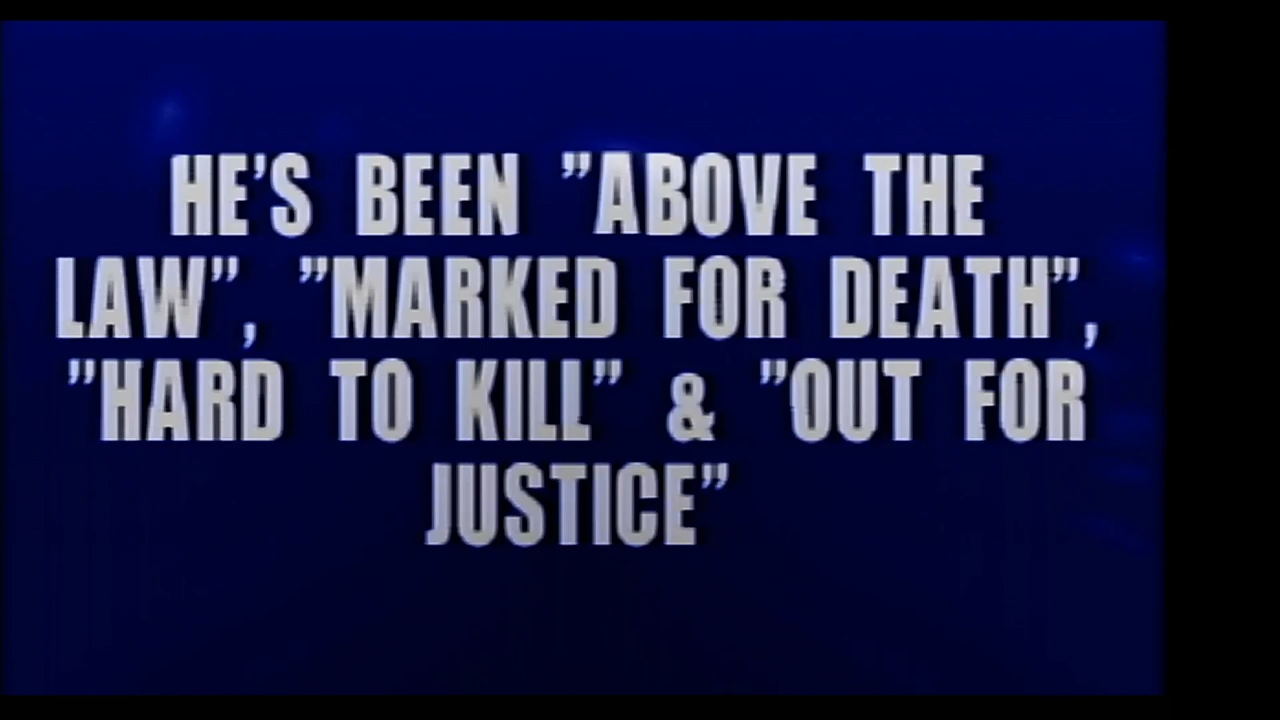 HE'S BEEN "ABOVE THE
LAW", "MARKED FOR DEATH",
"HARD TO KILL" & "OUT FOR
JUSTICE"